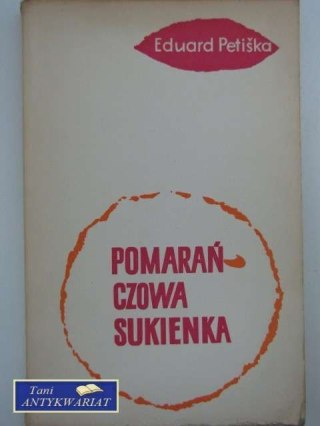 Eduard Petiška
POMARAŃ-
CZOWA
SUKIENKA
Tani
ANTYKWARIAT